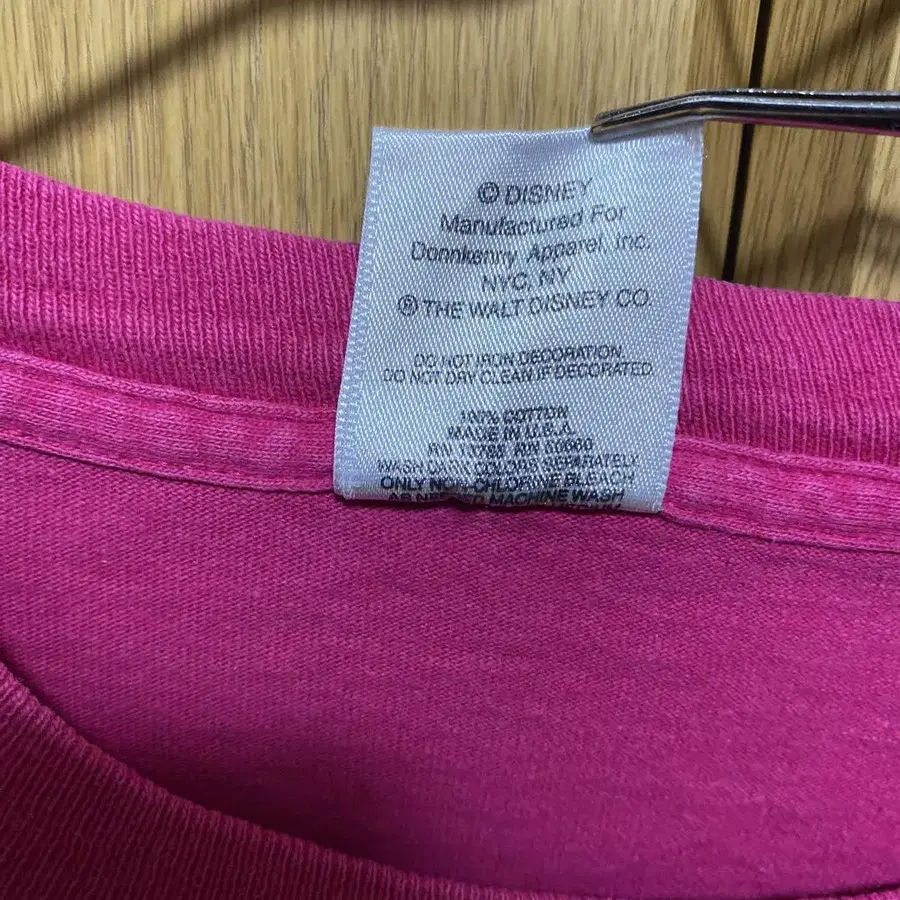 © DISNEY
Manufactured For
Donnkenny Apparel, Inc.
NYC, NY
® THE WALT DISNEY CO.
DO NOT IRON DECORATION
DO NOT DRY CLEAN IF DECORATED
100% COTTON
MADE IN U.S.A.
RN RN
WASH DARK COLORS SEPARATELY
ONLY NON-CHLORINE BLEACH
AS NEEDED MACHINE WASH